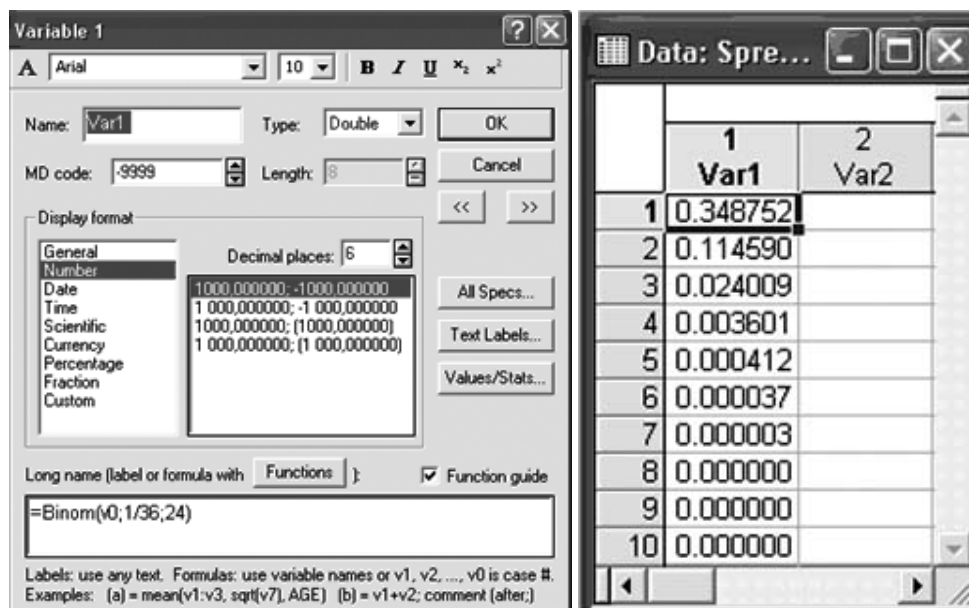 Variable 1
A Arial 10 B I U x₂ x²
Name: Var1 Type: Double OK
MD code: -9999 Length: 8 Cancel
<< >>
Display format
General
Number
Date
Time
Scientific
Currency
Percentage
Fraction
Custom
Decimal places: 6
1000,000000; -1000,000000
1 000,000000; -1 000,000000
1000,000000; (1000,000000)
1 000,000000; (1 000,000000)
All Specs...
Text Labels...
Values/Stats...
Long name (label or formula with Functions ): Function guide
=Binom(v0;1/36;24)
Labels: use any text. Formulas: use variable names or v1, v2, ..., v0 is case #.
Examples: (a) = mean(v1:v3, sqrt(v7), AGE) (b) = v1+v2; comment (after;)
Data: Spre...
1 2
Var1 Var2
1 0.348752
2 0.114590
3 0.024009
4 0.003601
5 0.000412
6 0.000037
7 0.000003
8 0.000000
9 0.000000
10 0.000000